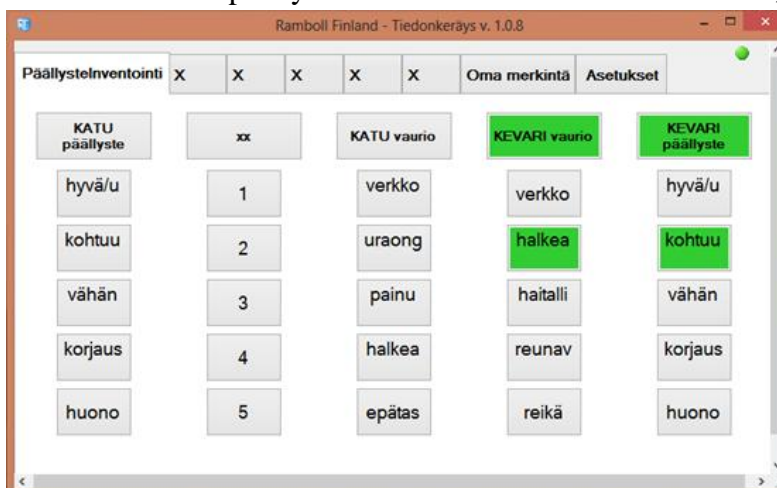 Ramboll Finland - Tiedonkeräys v. 1.0.8
PäällysteInventointi X X X X X Oma merkintä Asetukset
KATU päällyste xx KATU vaurio KEVARI vaurio KEVARI päällyste
hyvä/u 1 verkko verkko hyvä/u
kohtuu 2 uraong halkea kohtuu
vähän 3 painu haitalli vähän
korjaus 4 halkea reunav korjaus
huono 5 epätas reikä huono